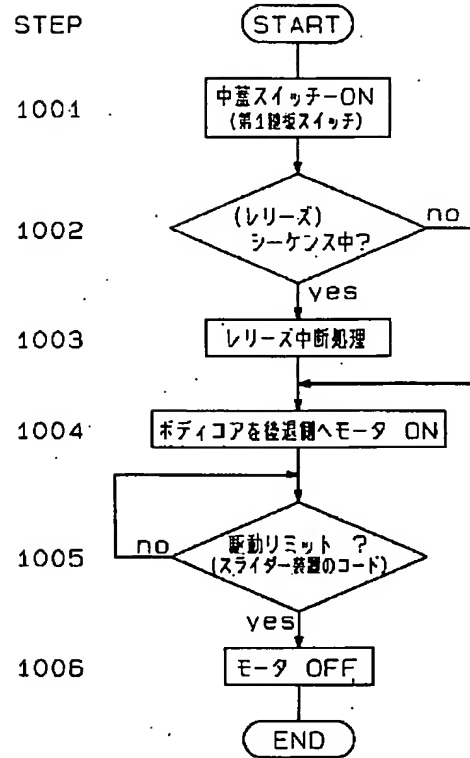 STEP
START
1001
中蓋スイッチーON
(第1鏡板スイッチ)
1002
(レリーズ)
シーケンス中?
no
yes
1003
レリーズ中断処理
1004
ボディコアを後退側へモータ ON
1005
駆動リミット ?
(スライダー装置のコード)
no
yes
1006
モータ OFF
END